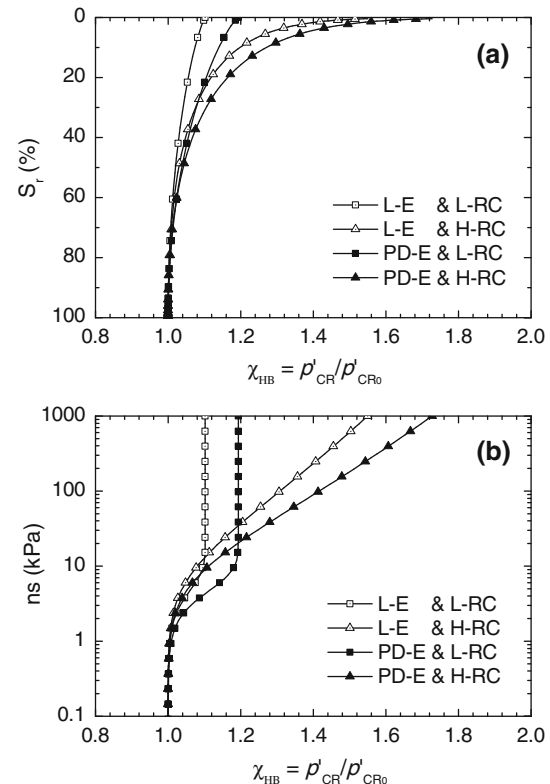 0
20
40
60
80
100
S_r (%)
(a)
L-E & L-RC
L-E & H-RC
PD-E & L-RC
PD-E & H-RC
0.8 1.0 1.2 1.4 1.6 1.8 2.0
χ_HB = p'_CR/p'_CR0
1000
100
10
1
0.1
ns (kPa)
(b)
L-E & L-RC
L-E & H-RC
PD-E & L-RC
PD-E & H-RC
0.8 1.0 1.2 1.4 1.6 1.8 2.0
χ_HB = p'_CR/p'_CR0